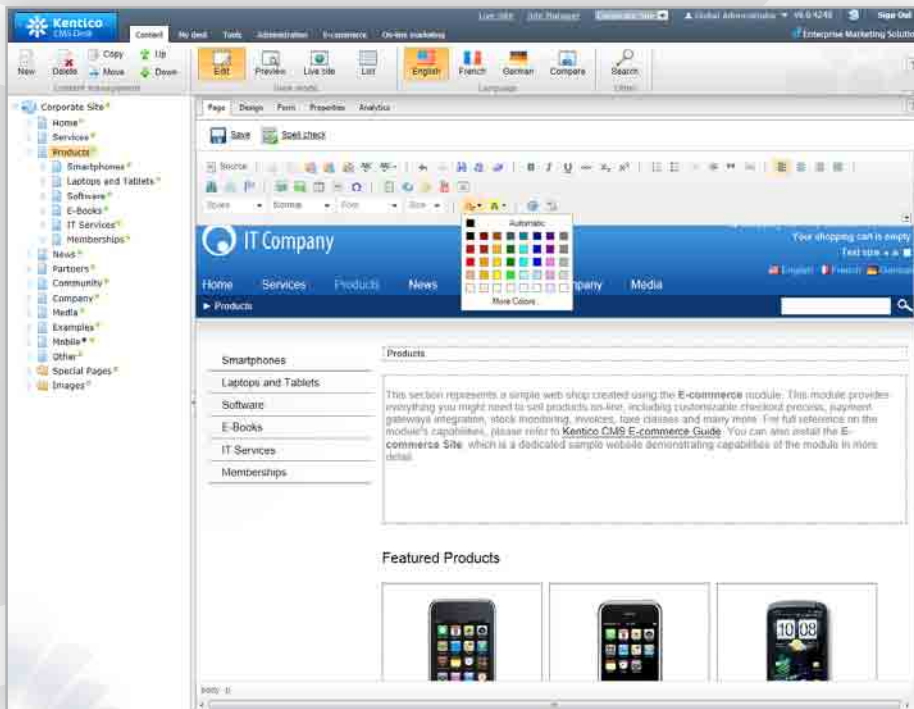 Kentico
CMS Desk
Content My desk Tools Administration E-commerce On-line marketing
Live site Site Manager Corporate Site Global Administrator v6.0.4248 Sign Out
Enterprise Marketing Solution
New Delete Copy Move Up Down
Content management
Edit Preview Live site List
View mode
English French German Compare
Language
Search
Other
Corporate Site
Home
Services
Products
Smartphones
Laptops and Tablets
Software
E-Books
IT Services
Memberships
News
Partners
Community
Company
Media
Examples
Mobile
Other
Special Pages
Images
Page Design Form Properties Analytics
Save Spell check
Source
Styles Normal Font Size
Automatic
More Colors...
IT Company
Your shopping cart is empty
Text size
English French German
Home Services Products News Media
Products
Smartphones
Laptops and Tablets
Software
E-Books
IT Services
Memberships
Products
This section represents a simple web shop created using the E-commerce module. This module provides
everything you might need to sell products on-line, including customizable checkout process, payment
gateways integration, stock monitoring, invoices, taxe classes and many more. For full reference on the
module's capabilities, please refer to Kentico CMS E-commerce Guide. You can also install the E-
commerce Site, which is a dedicated sample website demonstrating capabilities of the module in more
detail.
Featured Products
10 08
body p